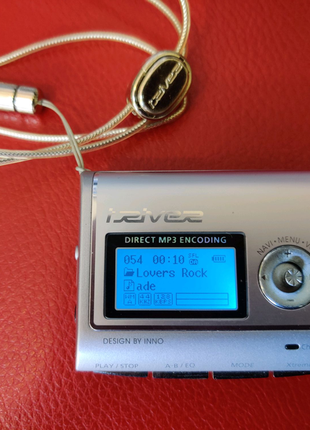 iriver
iriver
DIRECT MP3 ENCODING
054 00:10
Lovers Rock
ade
NAVI•MENU•V
DESIGN BY INNO
PLAY/STOP A-B/EQ MODE